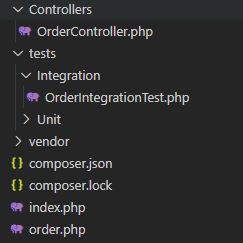 Controllers
OrderController.php
tests
Integration
OrderIntegrationTest.php
Unit
vendor
{} composer.json
{} composer.lock
index.php
order.php